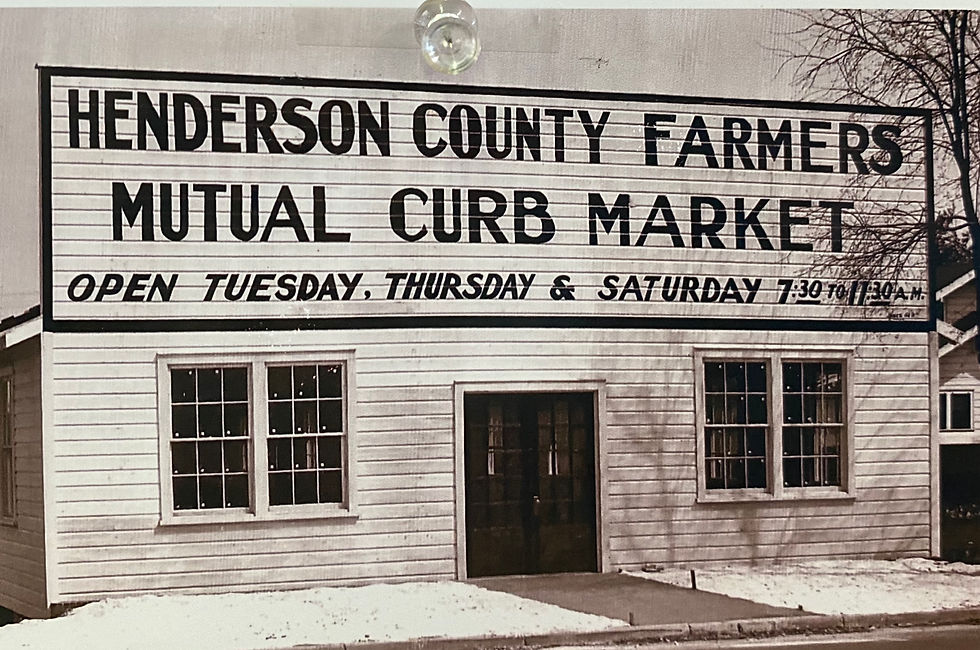 HENDERSON COUNTY FARMERS
MUTUAL CURB MARKET
OPEN TUESDAY, THURSDAY & SATURDAY 7:30 TO 11:30 A.M.